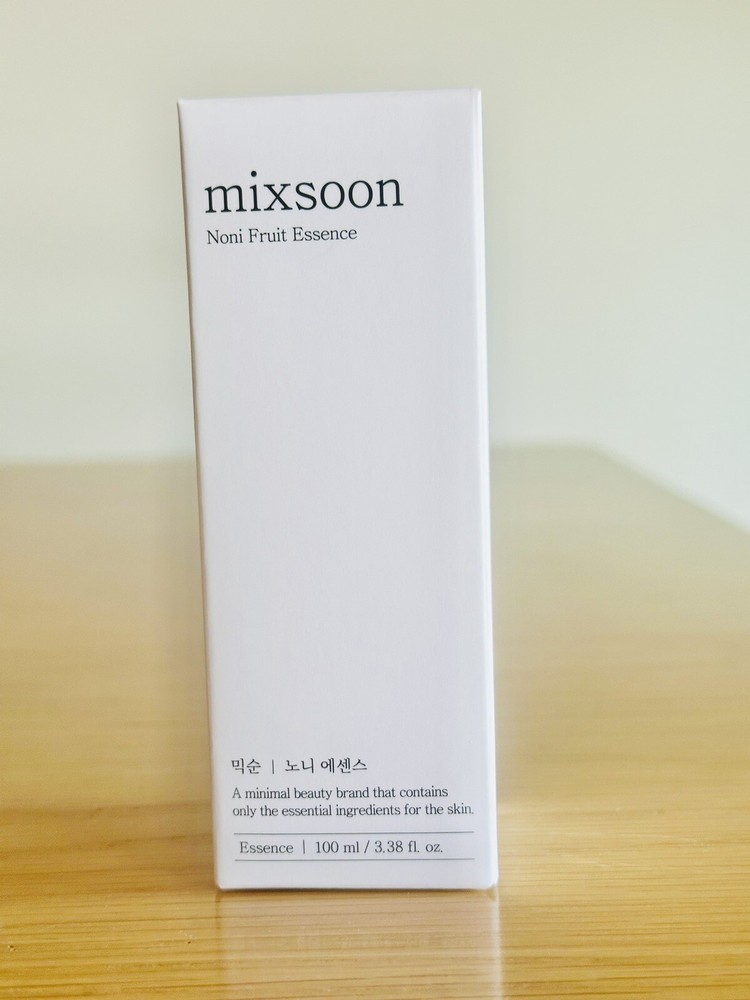 mixsoon
Noni Fruit Essence
믹순 | 노니 에센스
A minimal beauty brand that contains
only the essential ingredients for the skin.
Essence | 100 ml / 3.38 fl. oz.